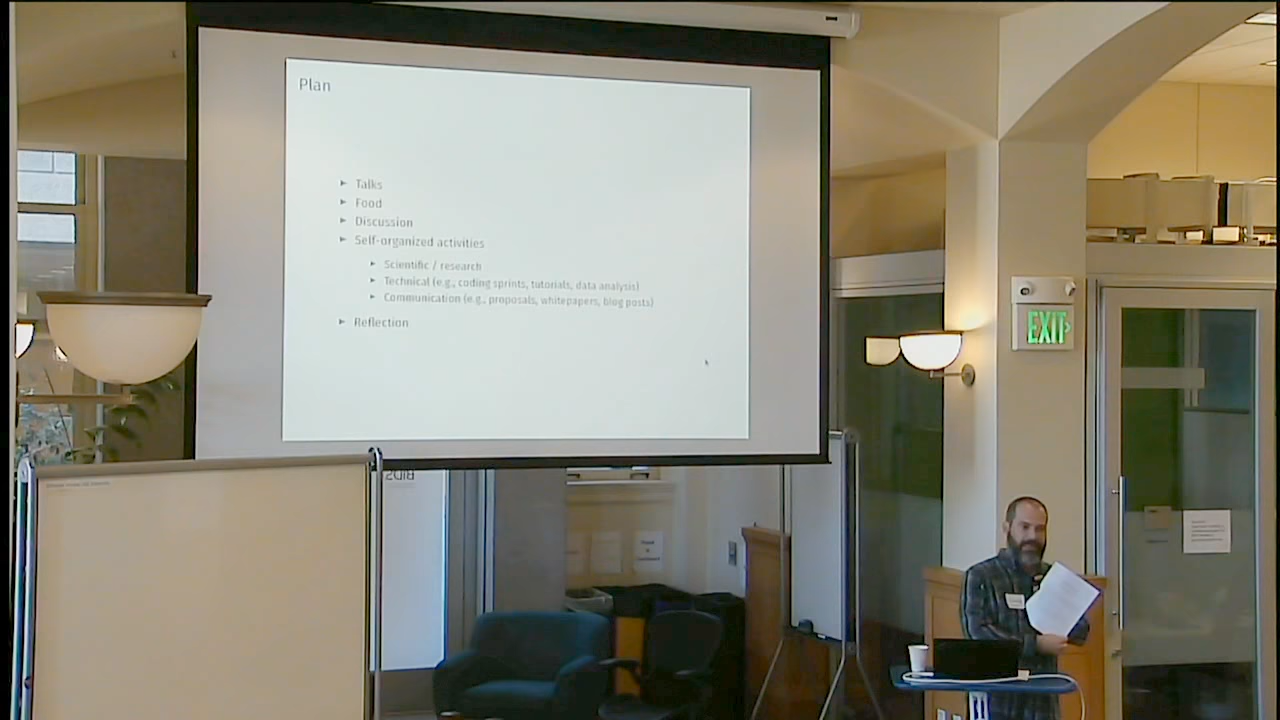 Plan
Talks
Food
Discussion
Self-organized activities
Scientific / research
Technical (e.g., coding sprints, tutorials, data analysis)
Communication (e.g., proposals, whitepapers, blog posts)
Reflection
EXIT
BIDS